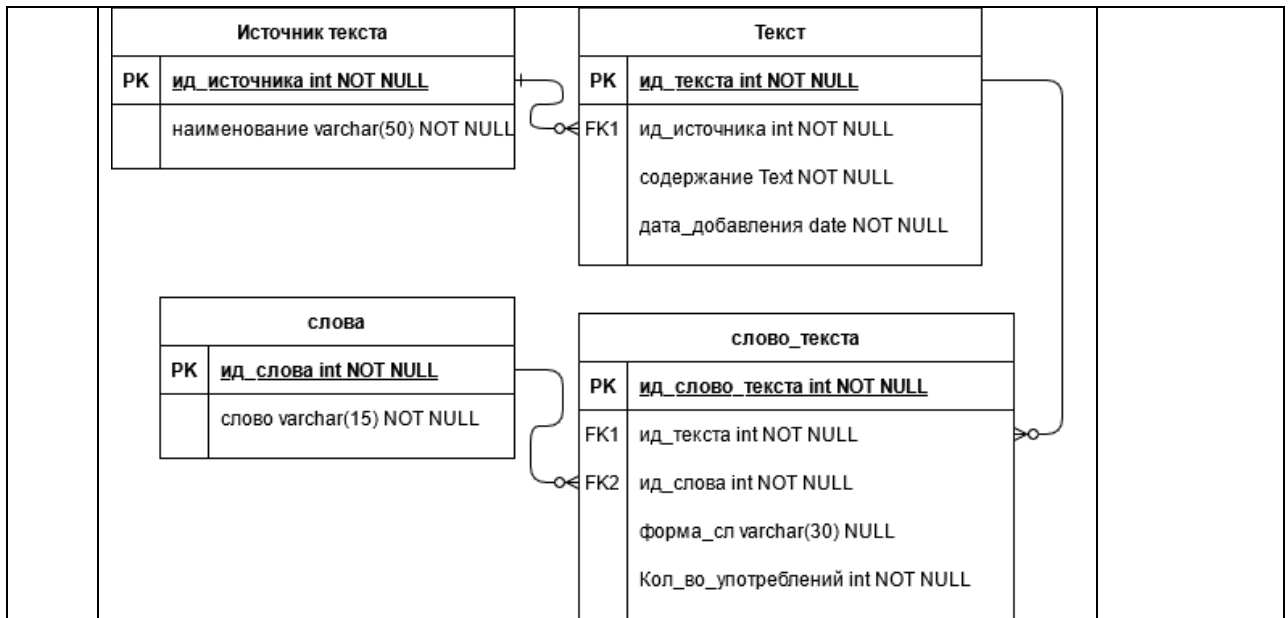 Источник текста
PK ид_источника int NOT NULL
наименование varchar(50) NOT NULL
Текст
PK ид_текста int NOT NULL
FK1 ид_источника int NOT NULL
содержание Text NOT NULL
дата_добавления date NOT NULL
слова
PK ид_слова int NOT NULL
слово varchar(15) NOT NULL
слово_текста
PK ид_слово_текста int NOT NULL
FK1 ид_текста int NOT NULL
FK2 ид_слова int NOT NULL
форма_сл varchar(30) NULL
Кол_во_употреблений int NOT NULL